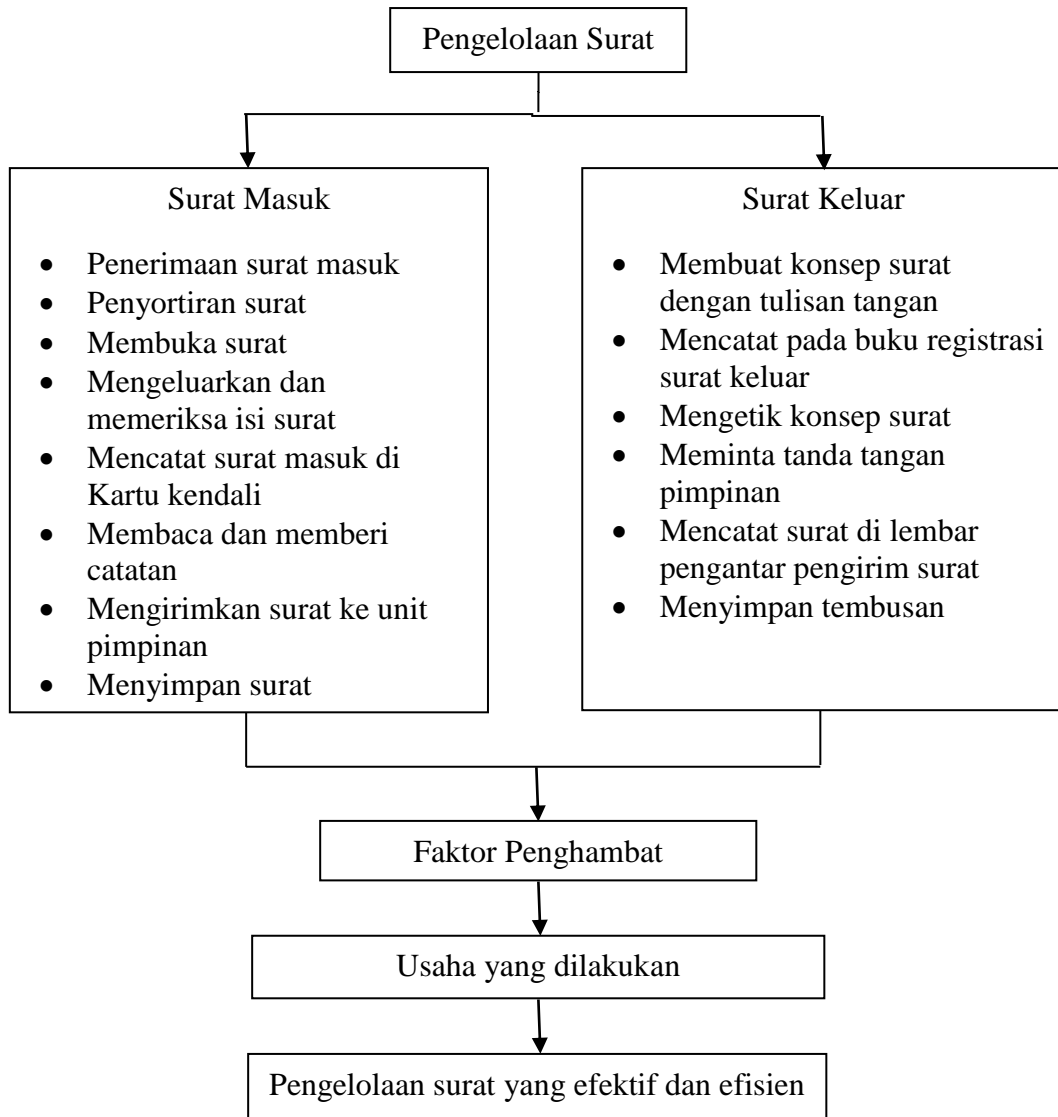 Pengelolaan Surat
Surat Masuk
• Penerimaan surat masuk
• Penyortiran surat
• Membuka surat
• Mengeluarkan dan
memeriksa isi surat
• Mencatat surat masuk di
Kartu kendali
• Membaca dan memberi
catatan
• Mengirimkan surat ke unit
pimpinan
• Menyimpan surat
Surat Keluar
• Membuat konsep surat
dengan tulisan tangan
• Mencatat pada buku registrasi
surat keluar
• Mengetik konsep surat
• Meminta tanda tangan
pimpinan
• Mencatat surat di lembar
pengantar pengirim surat
• Menyimpan tembusan
Faktor Penghambat
Usaha yang dilakukan
Pengelolaan surat yang efektif dan efisien